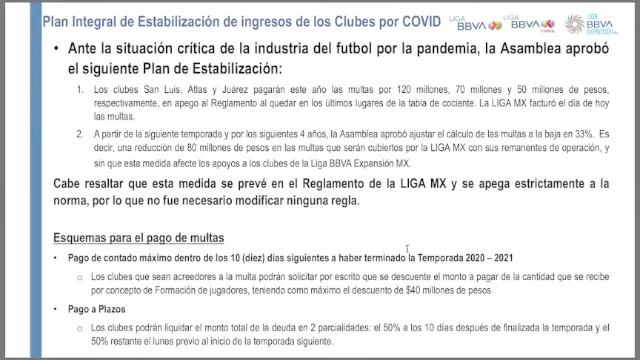 Plan Integral de Estabilización de ingresos de los Clubes por COVID
LIGA BBVA MX
LIGA BBVA
LIGA BBVA EXPANSIÓN MX
• Ante la situación crítica de la industria del futbol por la pandemia, la Asamblea aprobó
el siguiente Plan de Estabilización:
1. Los clubes San Luis, Atlas y Juárez pagarán este año las multas por 120 millones, 70 millones y 50 millones de pesos,
respectivamente, en apego al Reglamento al quedar en los últimos lugares de la tabla de cociente. La LIGA MX facturó el día de hoy
las multas.
2. A partir de la siguiente temporada y por los siguientes 4 años, la Asamblea aprobó ajustar el cálculo de las multas a la baja en 33%. Es
decir, una reducción de 80 millones de pesos en las multas que serán cubiertos por la LIGA MX con sus remanentes de operación, y
sin que esta medida afecte los apoyos a los clubes de la Liga BBVA Expansión MX.
Cabe resaltar que esta medida se prevé en el Reglamento de la LIGA MX y se apega estrictamente a la
norma, por lo que no fue necesario modificar ninguna regla.
Esquemas para el pago de multas
• Pago de contado máximo dentro de los 10 (diez) días siguientes a haber terminado la Temporada 2020 – 2021
o Los clubes que sean acreedores a la multa podrán solicitar por escrito que se descuente el monto a pagar de la cantidad que se recibe
por concepto de Formación de jugadores, teniendo como máximo el descuento de $40 millones de pesos.
• Pago a Plazos
o Los clubes podrán liquidar el monto total de la deuda en 2 parcialidades: el 50% a los 10 días después de finalizada la temporada y el
50% restante el lunes previo al inicio de la temporada siguiente.